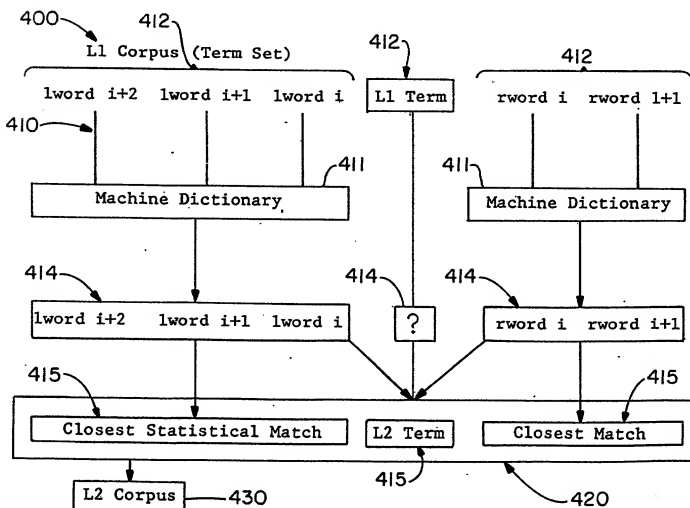 400
412
L1 Corpus (Term Set)
412
412
lword i+2 lword i+1 lword i
L1 Term
rword i rword l+1
410
411
411
Machine Dictionary
Machine Dictionary
414
414
414
lword i+2 lword i+1 lword i
?
rword i rword i+1
415
415
Closest Statistical Match
L2 Term
Closest Match
415
L2 Corpus
430
420